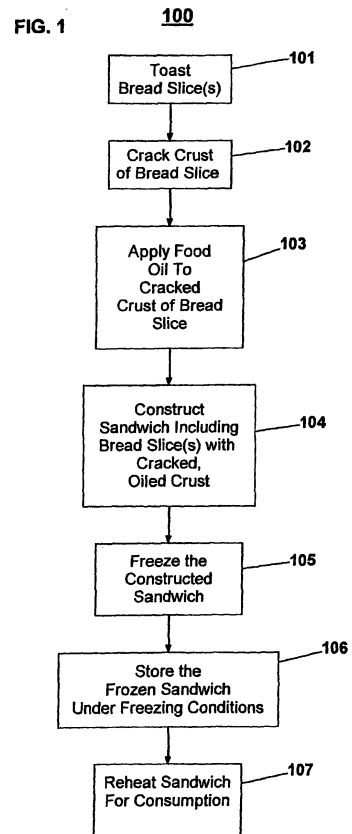 FIG. 1
100
101
Toast
Bread Slice(s)
102
Crack Crust
of Bread Slice
103
Apply Food
Oil To
Cracked
Crust of Bread
Slice
104
Construct
Sandwich Including
Bread Slice(s) with
Cracked,
Oiled Crust
105
Freeze the
Constructed
Sandwich
106
Store the
Frozen Sandwich
Under Freezing Conditions
107
Reheat Sandwich
For Consumption